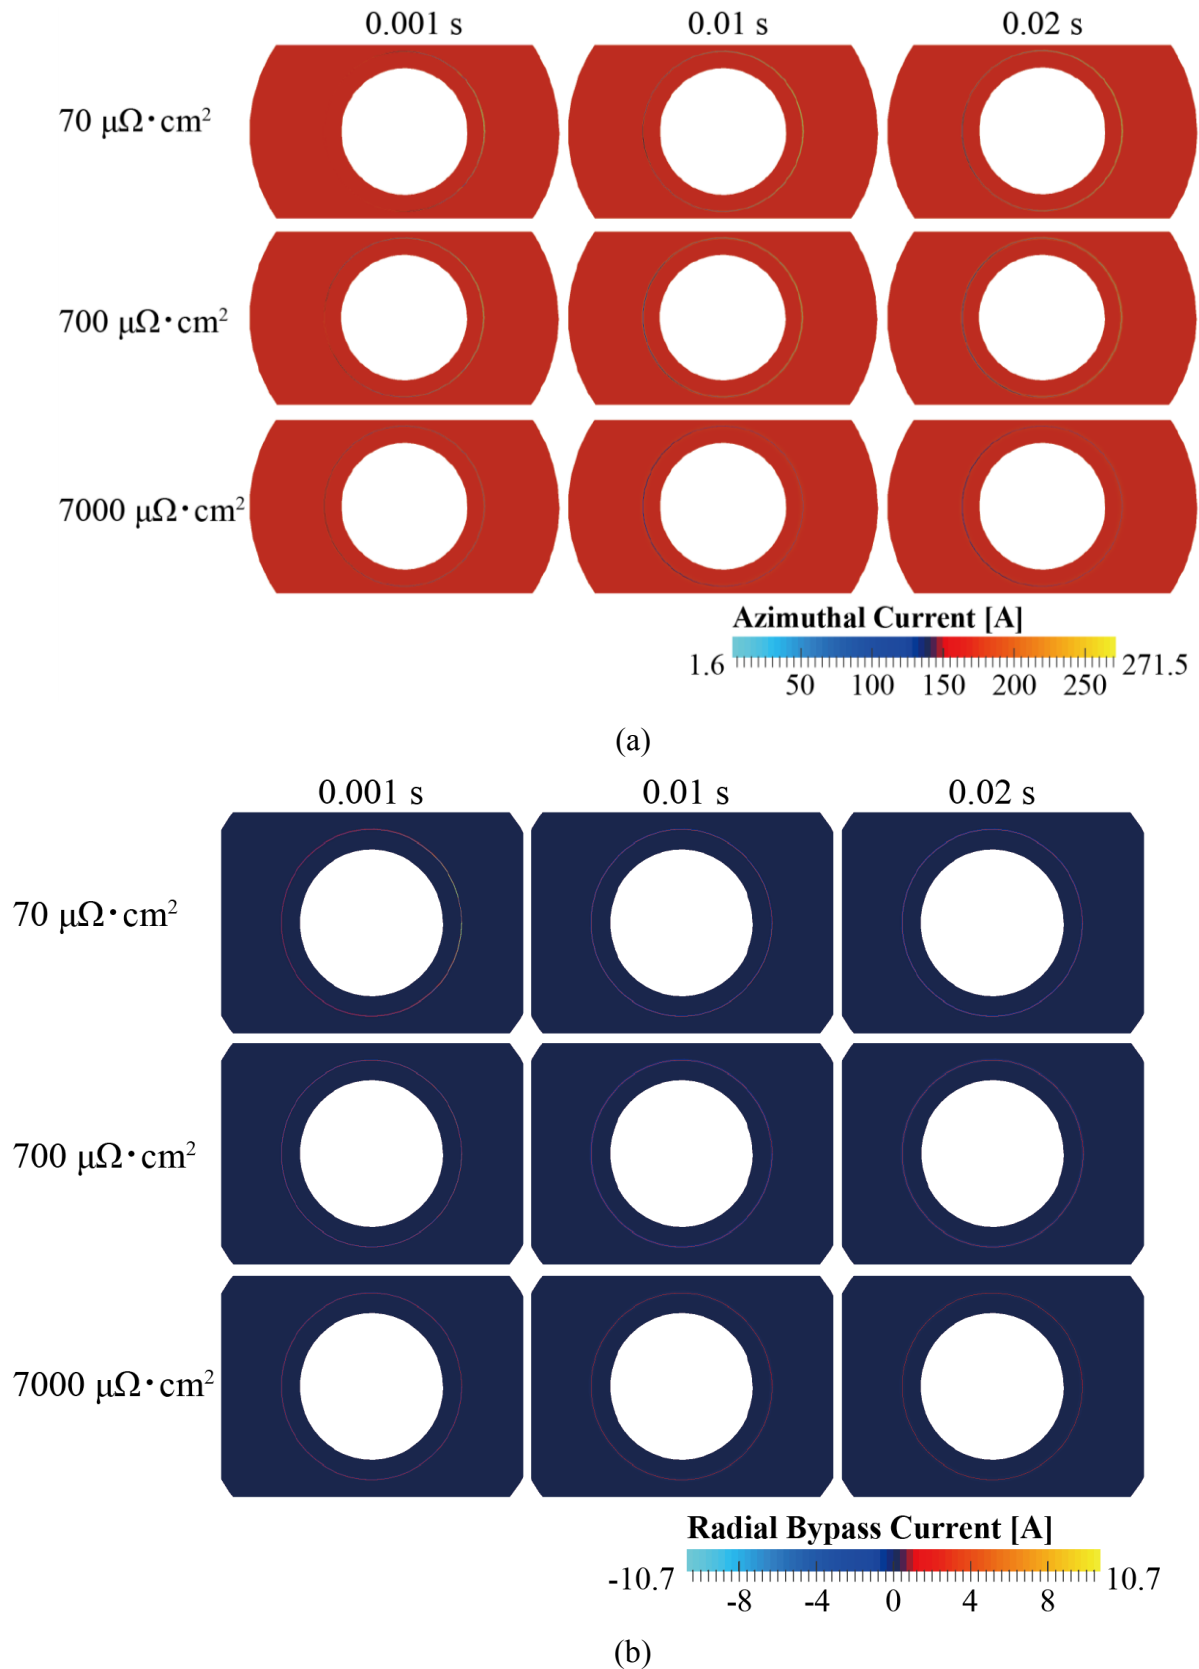 0.001 s 0.01 s 0.02 s
70 μΩ·cm²
700 μΩ·cm²
7000 μΩ·cm²
Azimuthal Current [A]
1.6 271.5
50 100 150 200 250
(a)
0.001 s 0.01 s 0.02 s
70 μΩ·cm²
700 μΩ·cm²
7000 μΩ·cm²
Radial Bypass Current [A]
-10.7 10.7
-8 -4 0 4 8
(b)